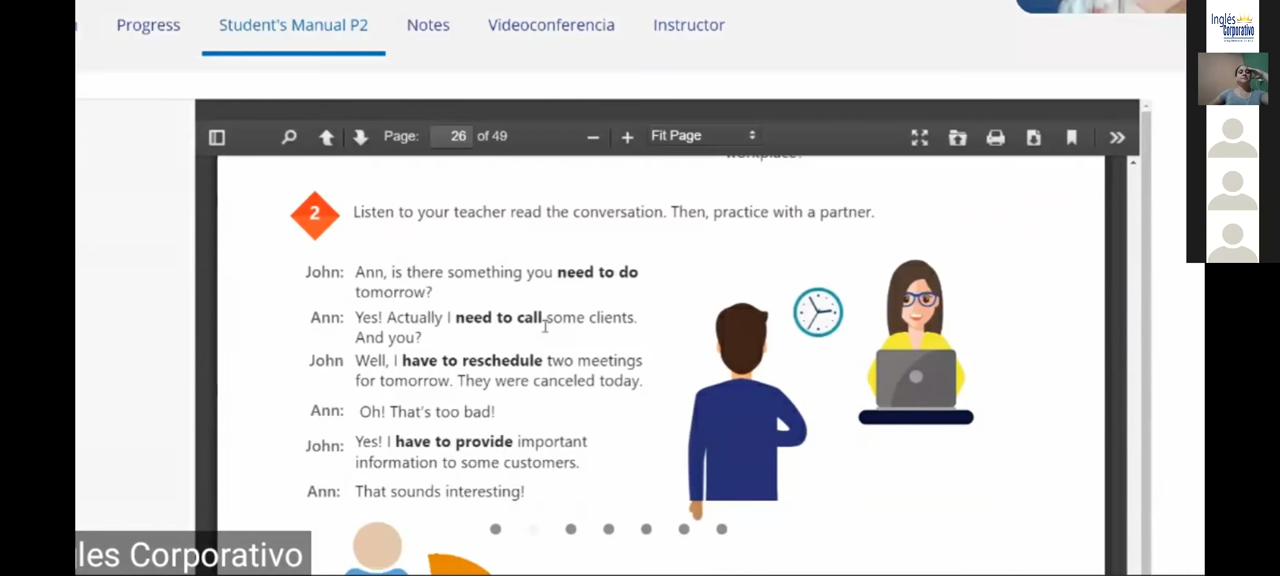 Progress Student's Manual P2 Notes Videoconferencia Instructor
Inglés
Corporativo
Page: 26 of 49 Fit Page
workplace?
2 Listen to your teacher read the conversation. Then, practice with a partner.
John: Ann, is there something you need to do
tomorrow?
Ann: Yes! Actually I need to call some clients.
And you?
John Well, I have to reschedule two meetings
for tomorrow. They were canceled today.
Ann: Oh! That's too bad!
John: Yes! I have to provide important
information to some customers.
Ann: That sounds interesting!
les Corporativo